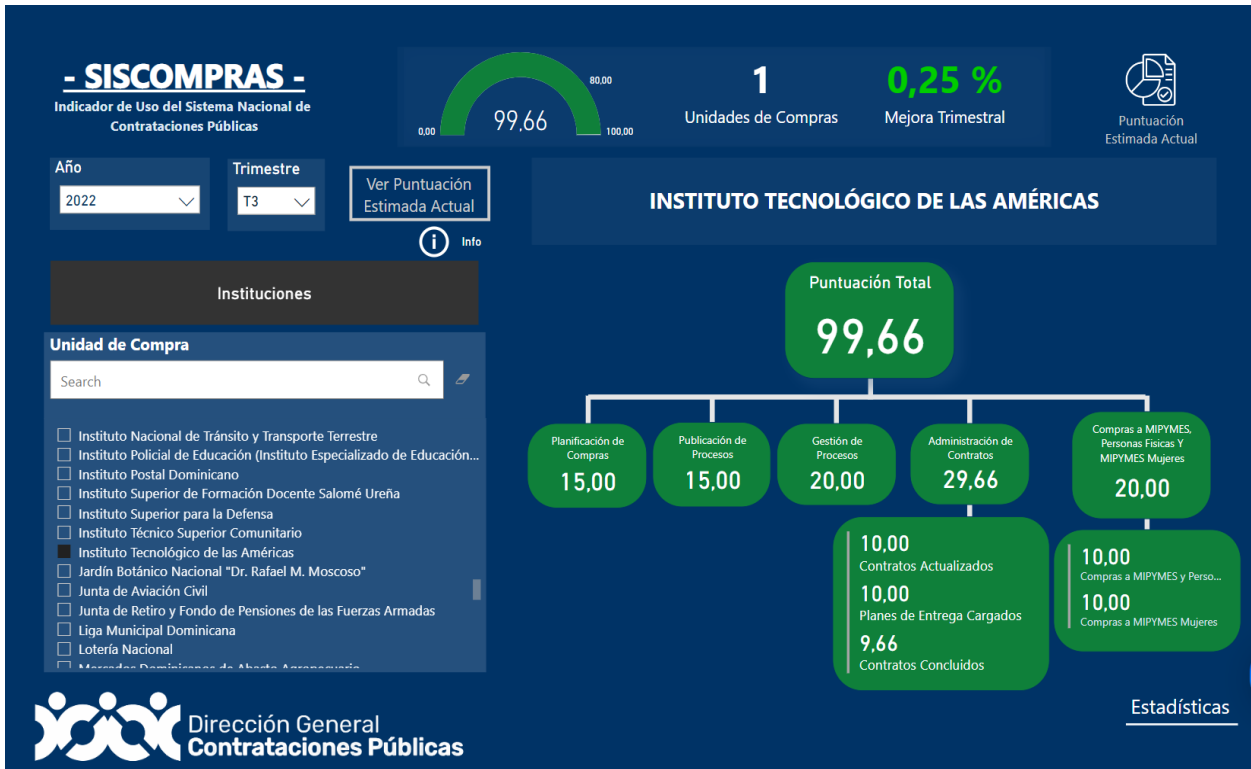 - SISCOMPRAS -
Indicador de Uso del Sistema Nacional de
Contrataciones Públicas
80,00
99,66
0,00
100,00
1
Unidades de Compras
0,25 %
Mejora Trimestral
Puntuación
Estimada Actual
Año
2022
Trimestre
T3
Ver Puntuación
Estimada Actual
Info
INSTITUTO TECNOLÓGICO DE LAS AMÉRICAS
Instituciones
Unidad de Compra
Search
Instituto Nacional de Tránsito y Transporte Terrestre
Instituto Policial de Educación (Instituto Especializado de Educación...
Instituto Postal Dominicano
Instituto Superior de Formación Docente Salomé Ureña
Instituto Superior para la Defensa
Instituto Técnico Superior Comunitario
Instituto Tecnológico de las Américas
Jardín Botánico Nacional "Dr. Rafael M. Moscoso"
Junta de Aviación Civil
Junta de Retiro y Fondo de Pensiones de las Fuerzas Armadas
Liga Municipal Dominicana
Lotería Nacional
Mercados Dominicanos de Abasto Agropecuario
Puntuación Total
99,66
Planificación de
Compras
15,00
Publicación de
Procesos
15,00
Gestión de
Procesos
20,00
Administración de
Contratos
29,66
Compras a MIPYMES,
Personas Fisicas Y
MIPYMES Mujeres
20,00
10,00
Contratos Actualizados
10,00
Planes de Entrega Cargados
9,66
Contratos Concluidos
10,00
Compras a MIPYMES y Perso...
10,00
Compras a MIPYMES Mujeres
Dirección General
Contrataciones Públicas
Estadísticas